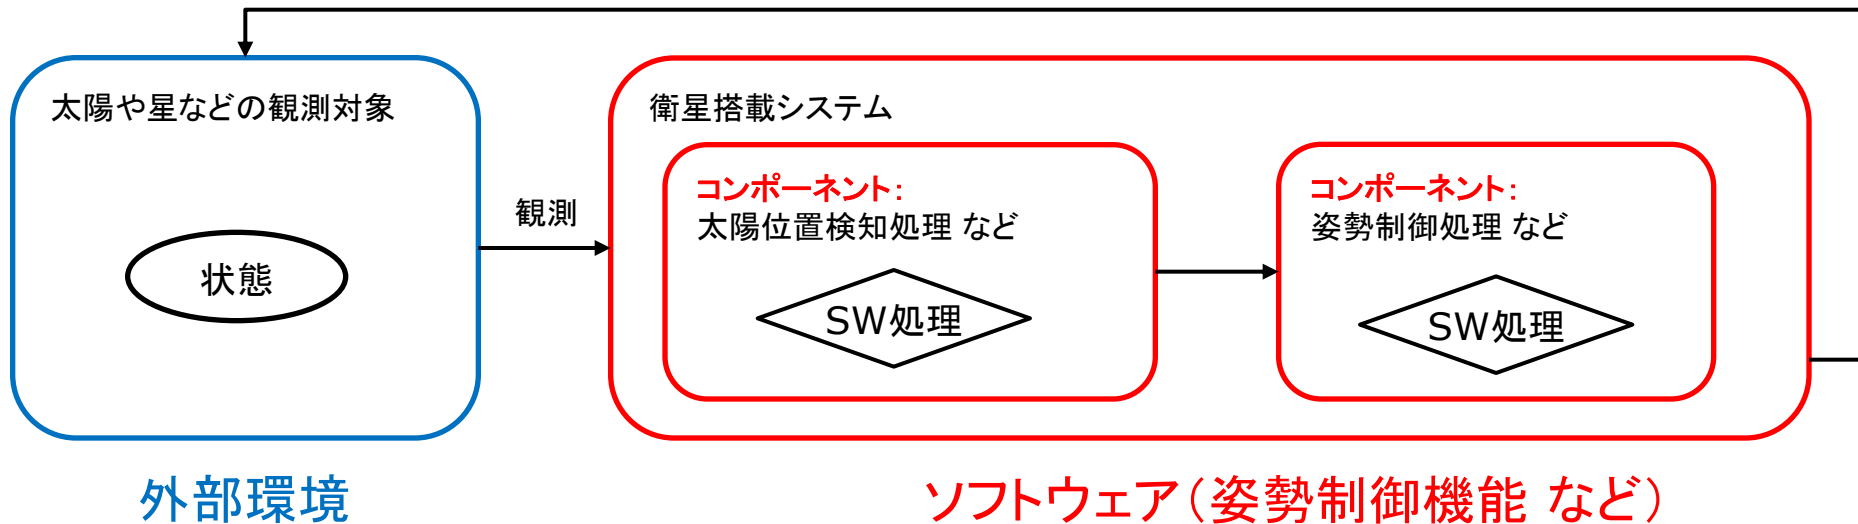 太陽や星などの観測対象
状態
外部環境
観測
衛星搭載システム
コンポーネント:
太陽位置検知処理 など
SW処理
コンポーネント:
姿勢制御処理 など
SW処理
ソフトウェア(姿勢制御機能 など)